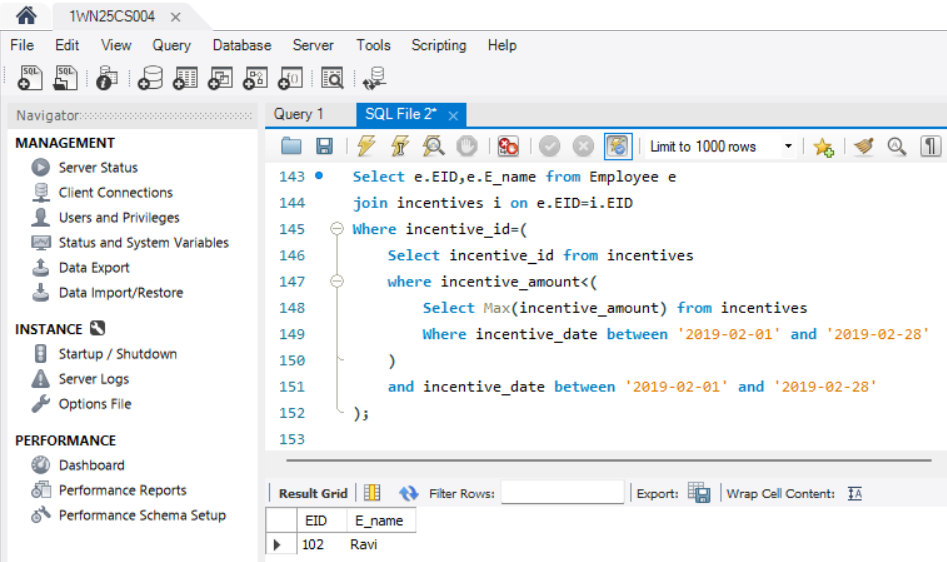 1WN25CS004 ×
File Edit View Query Database Server Tools Scripting Help
Navigator
Query 1 SQL File 2* ×
MANAGEMENT
Server Status
Client Connections
Users and Privileges
Status and System Variables
Data Export
Data Import/Restore
INSTANCE
Startup / Shutdown
Server Logs
Options File
PERFORMANCE
Dashboard
Performance Reports
Performance Schema Setup
Limit to 1000 rows
143 Select e.EID,e.E_name from Employee e
144 join incentives i on e.EID=i.EID
145 Where incentive_id=(
146 Select incentive_id from incentives
147 where incentive_amount<(
148 Select Max(incentive_amount) from incentives
149 Where incentive_date between '2019-02-01' and '2019-02-28'
150 )
151 and incentive_date between '2019-02-01' and '2019-02-28'
152 );
153
Result Grid Filter Rows: Export: Wrap Cell Content:
EID E_name
102 Ravi